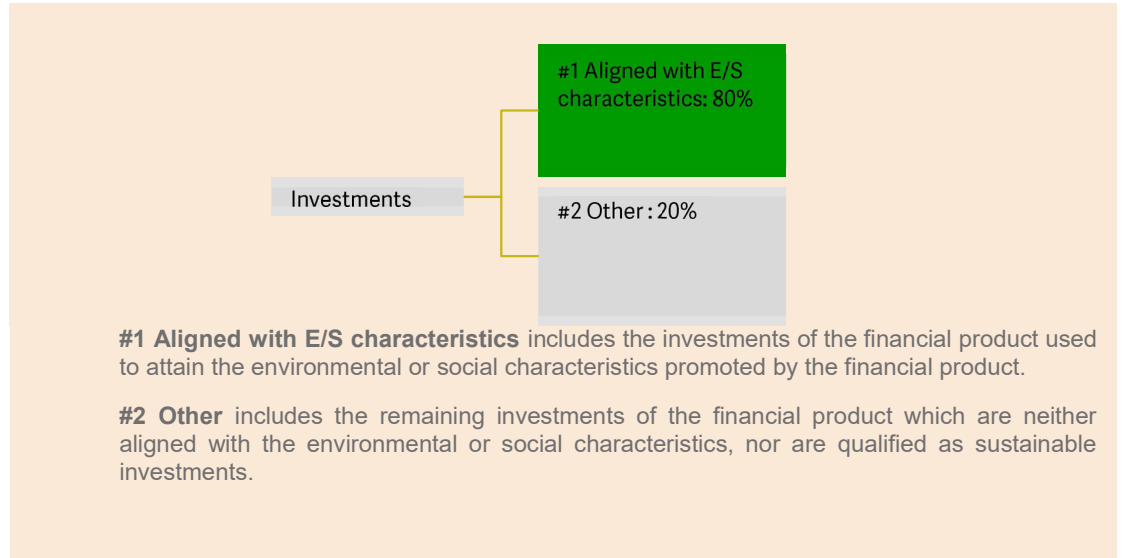 #1 Aligned with E/S
characteristics: 80%
Investments
#2 Other : 20%
#1 Aligned with E/S characteristics includes the investments of the financial product used
to attain the environmental or social characteristics promoted by the financial product.
#2 Other includes the remaining investments of the financial product which are neither
aligned with the environmental or social characteristics, nor are qualified as sustainable
investments.